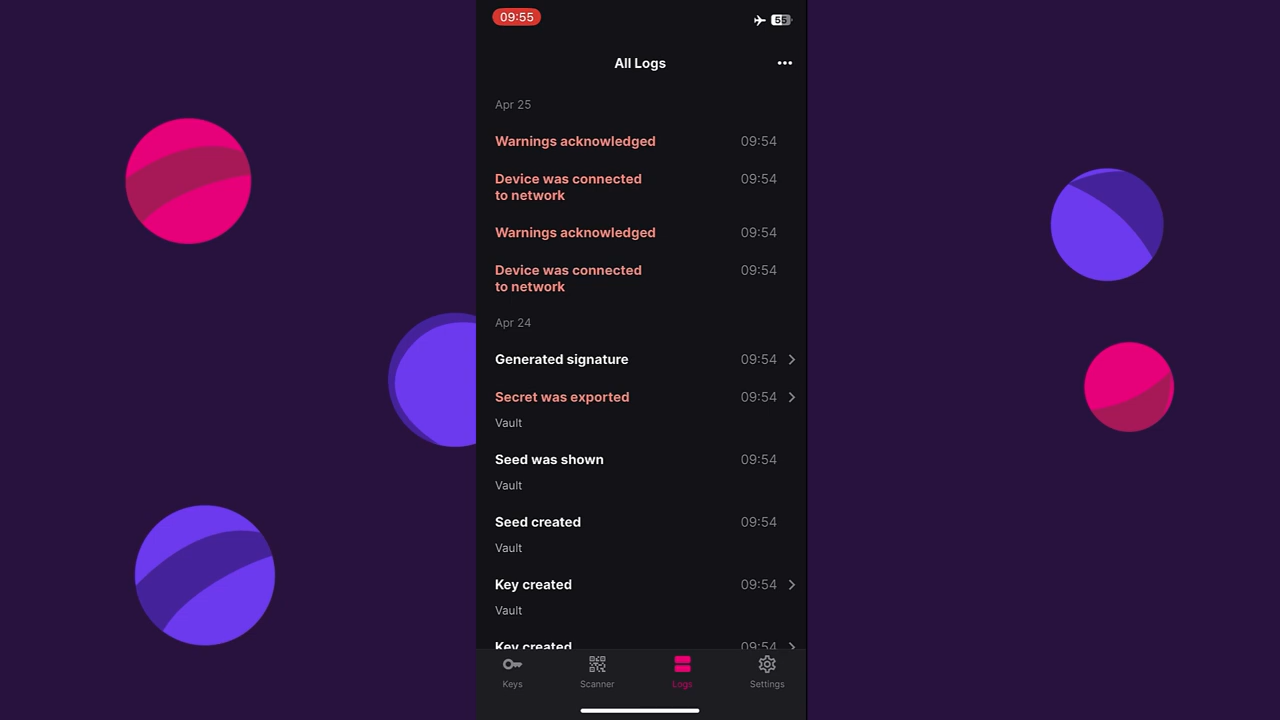 09:55
55
All Logs
Apr 25
Warnings acknowledged 09:54
Device was connected 09:54
to network
Warnings acknowledged 09:54
Device was connected 09:54
to network
Apr 24
Generated signature 09:54
Secret was exported 09:54
Vault
Seed was shown 09:54
Vault
Seed created 09:54
Vault
Key created 09:54
Vault
Key created 09:54
Keys Scanner Logs Settings